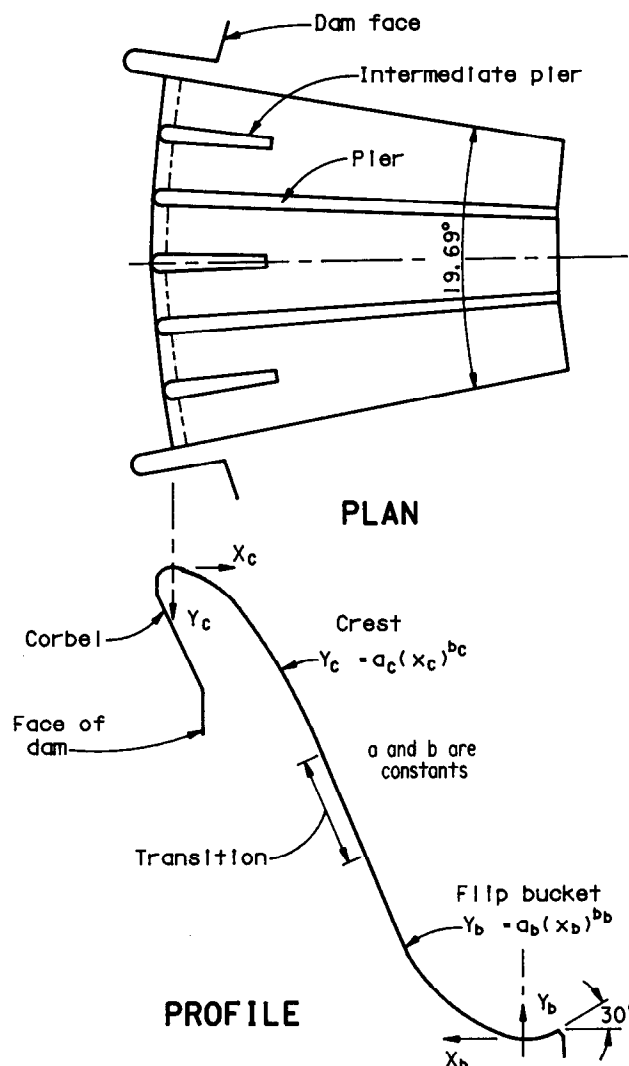 Dam face
Intermediate pier
Pier
19.69°
PLAN
Xc
Yc
Corbel
Crest
Yc = ac(xc)^bc
Face of
dam
a and b are
constants
Transition
Flip bucket
Yb = ab(xb)^bb
PROFILE
Yb
30°
Xb